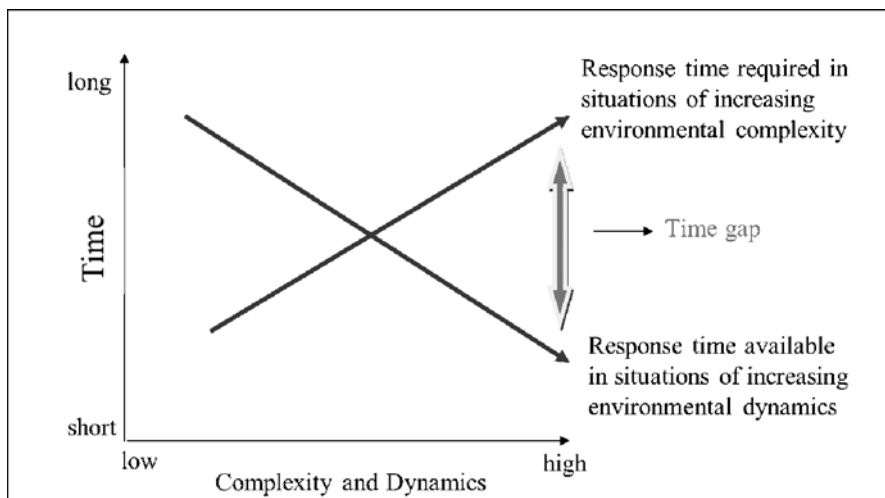 long
Response time required in
situations of increasing
environmental complexity
Time
Time gap
Response time available
in situations of increasing
environmental dynamics
short
low
high
Complexity and Dynamics